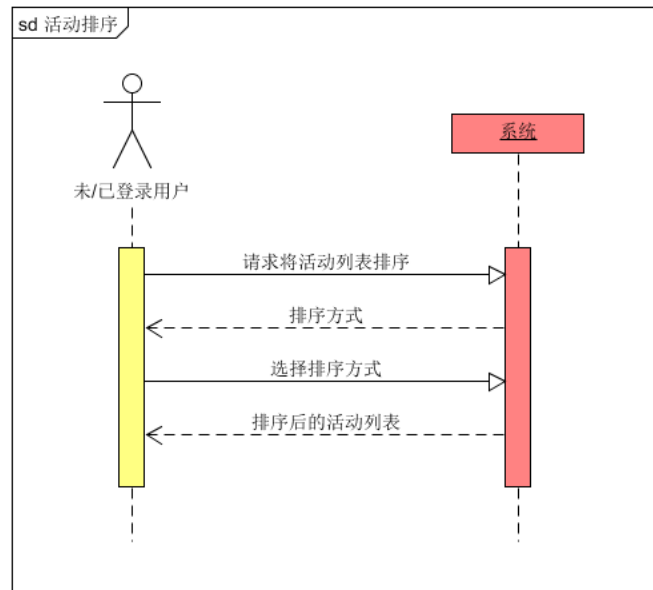 sd 活动排序
系统
未/已登录用户
请求将活动列表排序
排序方式
选择排序方式
排序后的活动列表